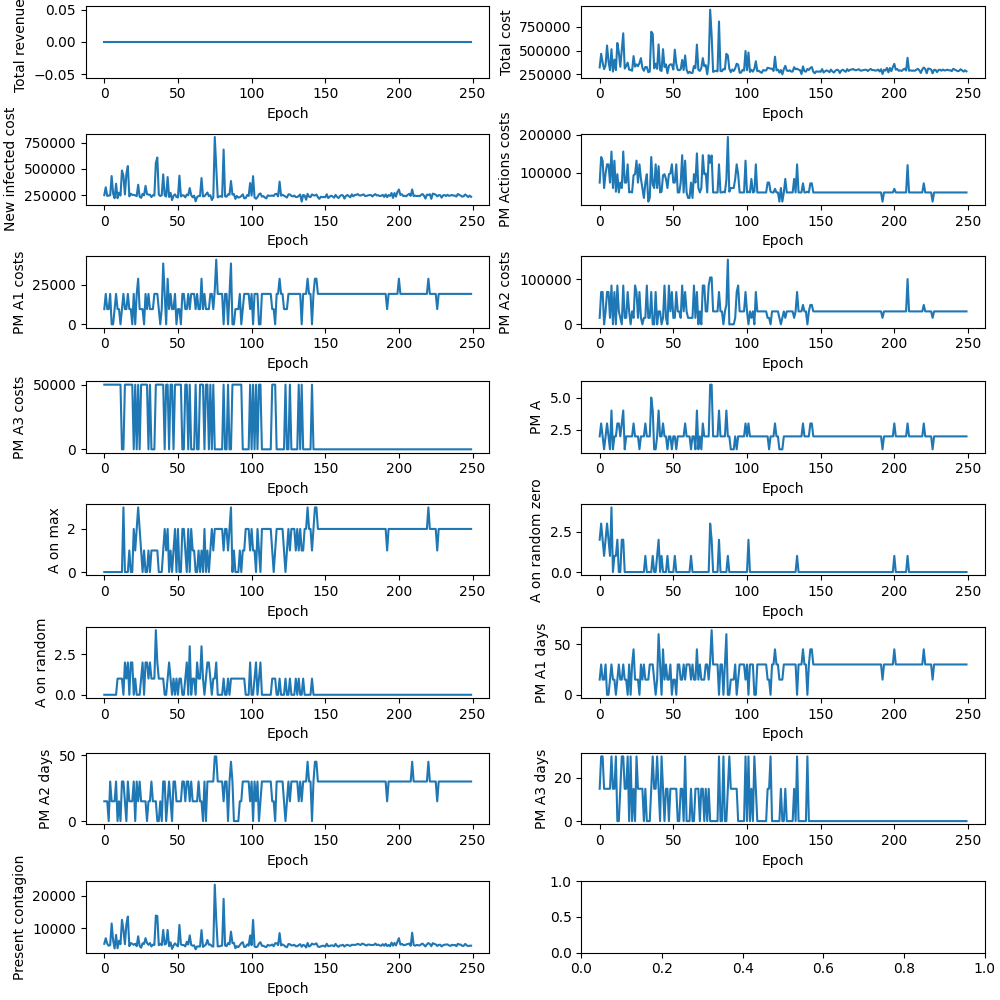 Total revenue
0.05
0.00
−0.05
0 50 100 150 200 250
Epoch
Total cost
750000
500000
250000
0 50 100 150 200 250
Epoch
New infected cost
750000
500000
250000
0 50 100 150 200 250
Epoch
PM Actions costs
200000
100000
0 50 100 150 200 250
Epoch
PM A1 costs
25000
0
0 50 100 150 200 250
Epoch
PM A2 costs
100000
0
0 50 100 150 200 250
Epoch
PM A3 costs
50000
0
0 50 100 150 200 250
Epoch
PM A
5.0
2.5
0 50 100 150 200 250
Epoch
A on max
2
0
0 50 100 150 200 250
Epoch
A on random zero
2.5
0.0
0 50 100 150 200 250
Epoch
A on random
2.5
0.0
0 50 100 150 200 250
Epoch
PM A1 days
50
0
0 50 100 150 200 250
Epoch
PM A2 days
50
0
0 50 100 150 200 250
Epoch
PM A3 days
20
0
0 50 100 150 200 250
Epoch
Present contagion
20000
10000
0 50 100 150 200 250
Epoch
1.0
0.5
0.0
0.0 0.2 0.4 0.6 0.8 1.0